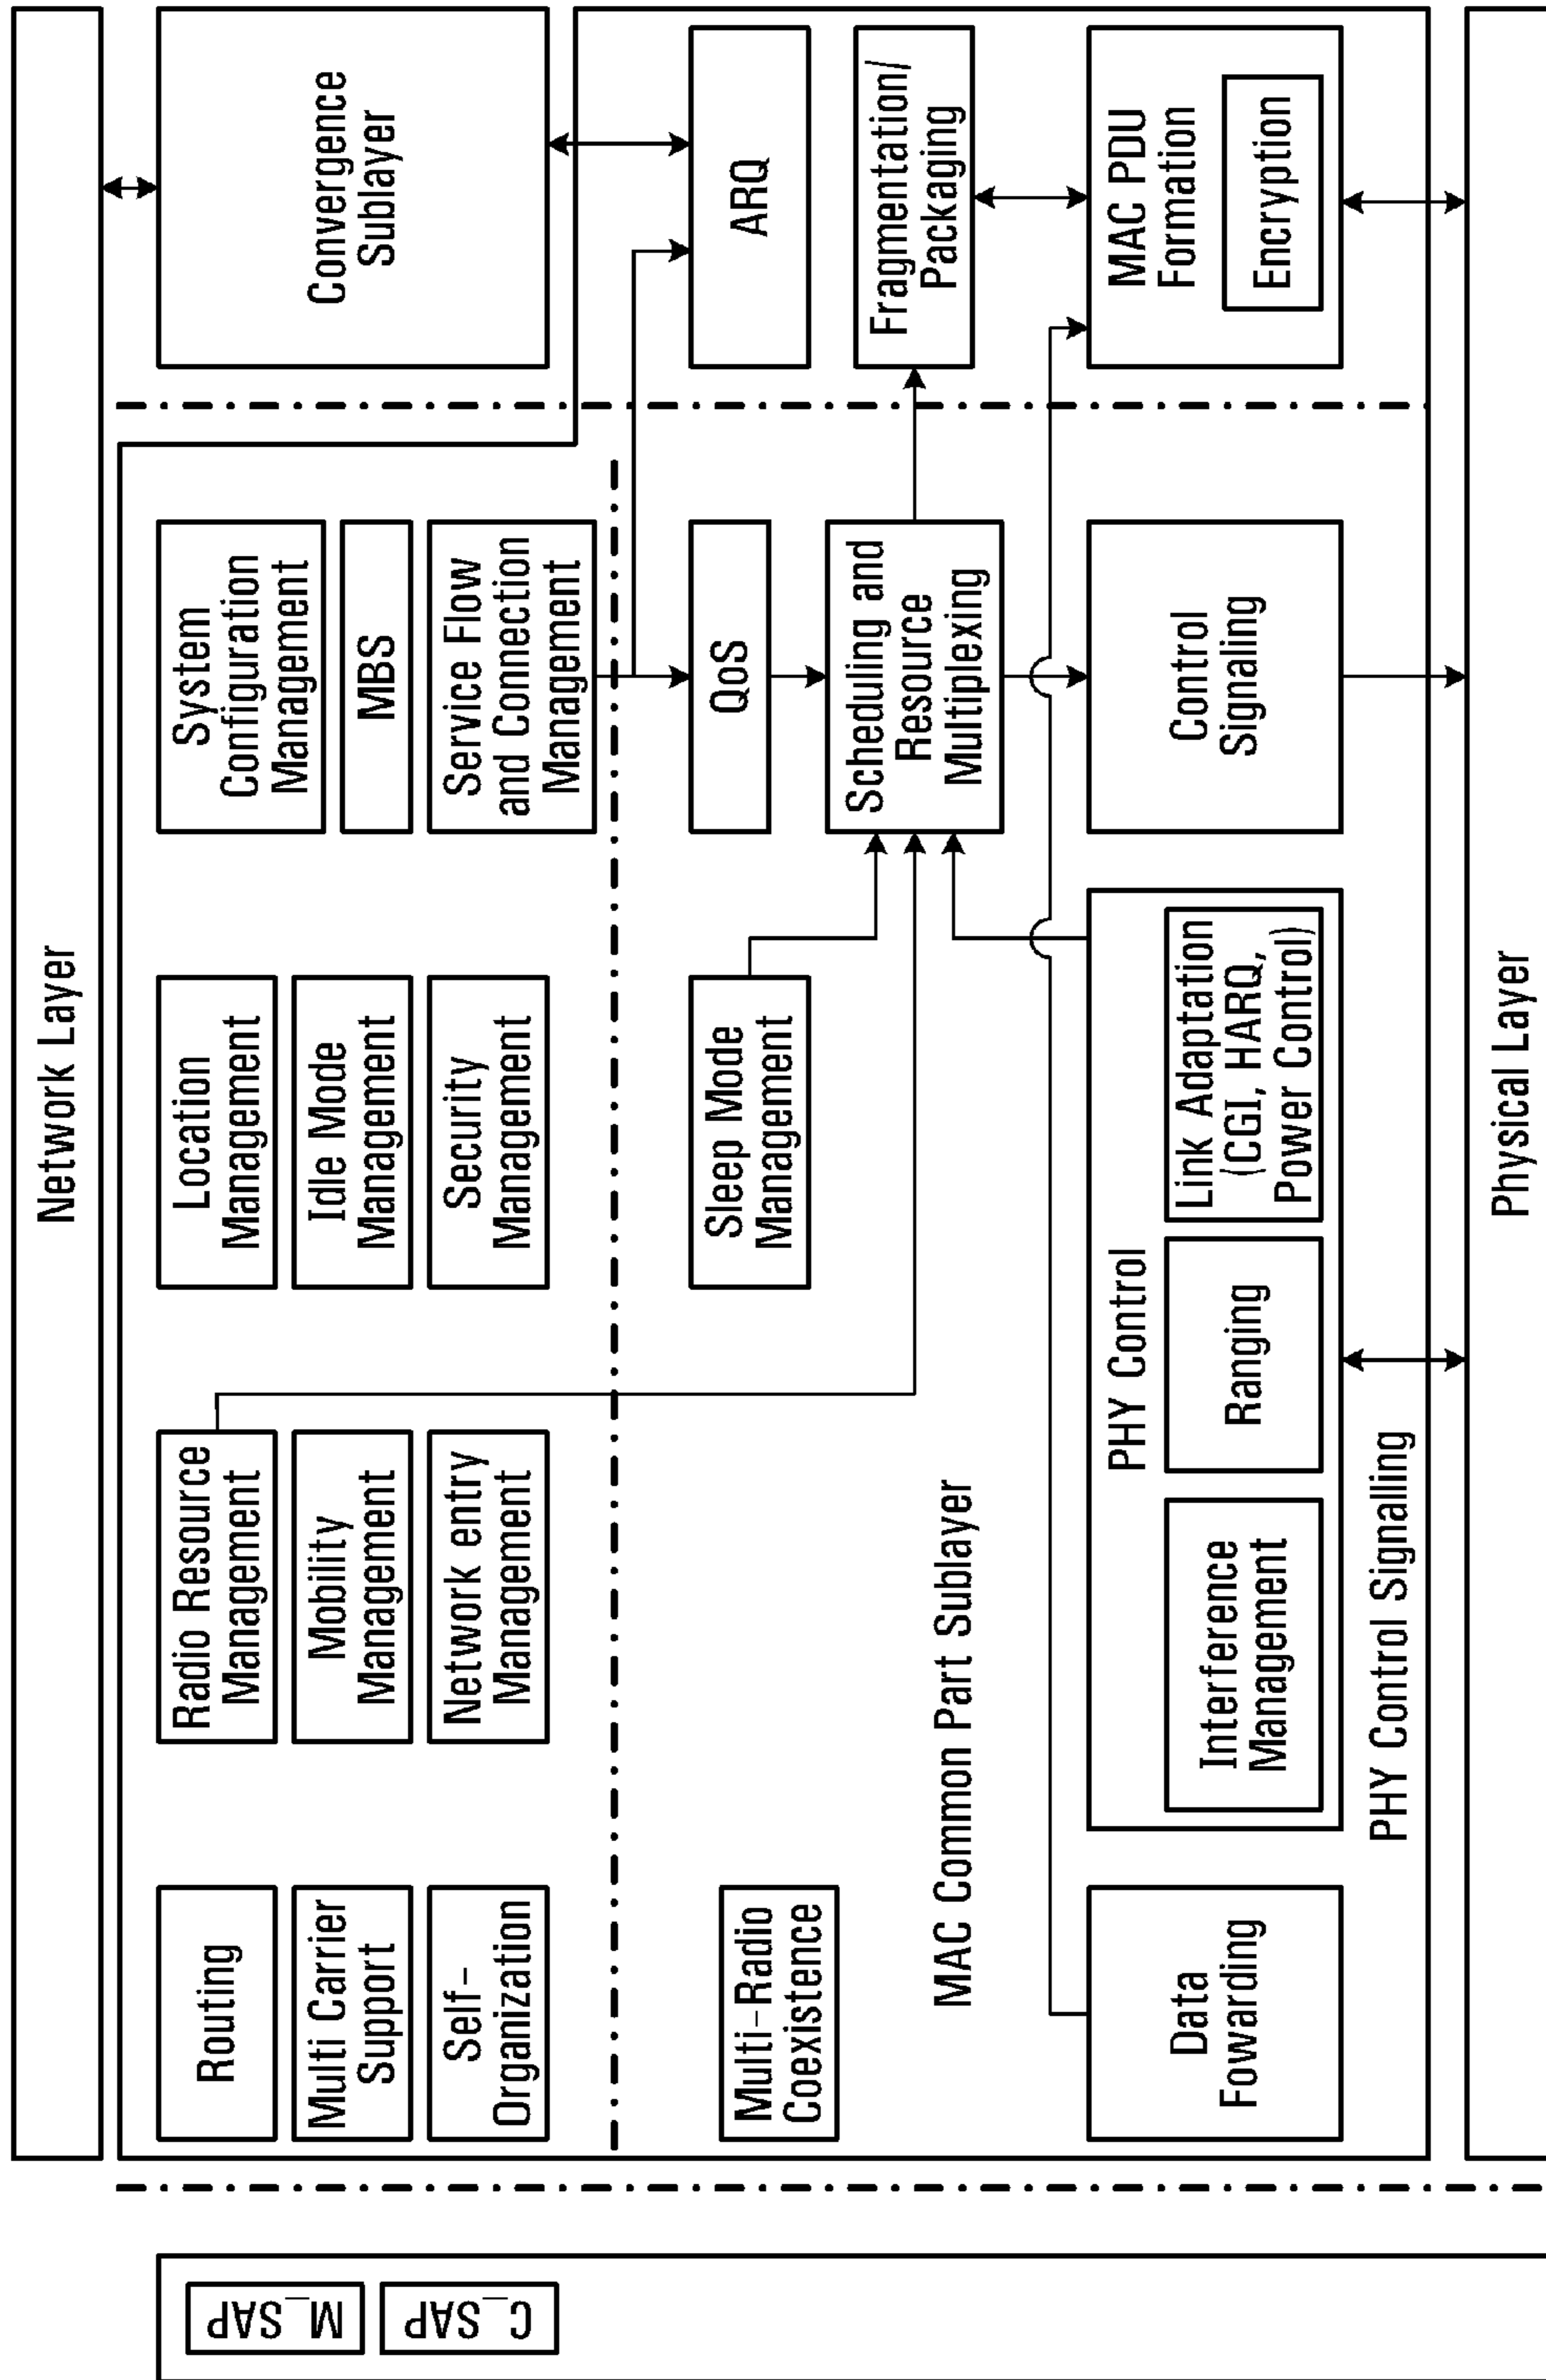 Network Layer
M_SAP
C_SAP
Routing
Multi Carrier
Support
Self-
Organization
Radio Resource
Management
Mobility
Management
Network entry
Management
Location
Management
Idle Mode
Management
Security
Management
System
Configuration
Management
MBS
Service Flow
and Connection
Management
Convergence
Sublayer
Multi-Radio
Coexistence
Sleep Mode
Management
QoS
ARQ
MAC Common Part Sublayer
Scheduling and
Resource
Multiplexing
Fragmentation/
Packaging
Data
Fowarding
PHY Control
Interference
Management
Ranging
Link Adaptation
(CGI, HARQ,
Power Control)
Control
Signaling
MAC PDU
Formation
Encryption
PHY Control Signalling
Physical Layer